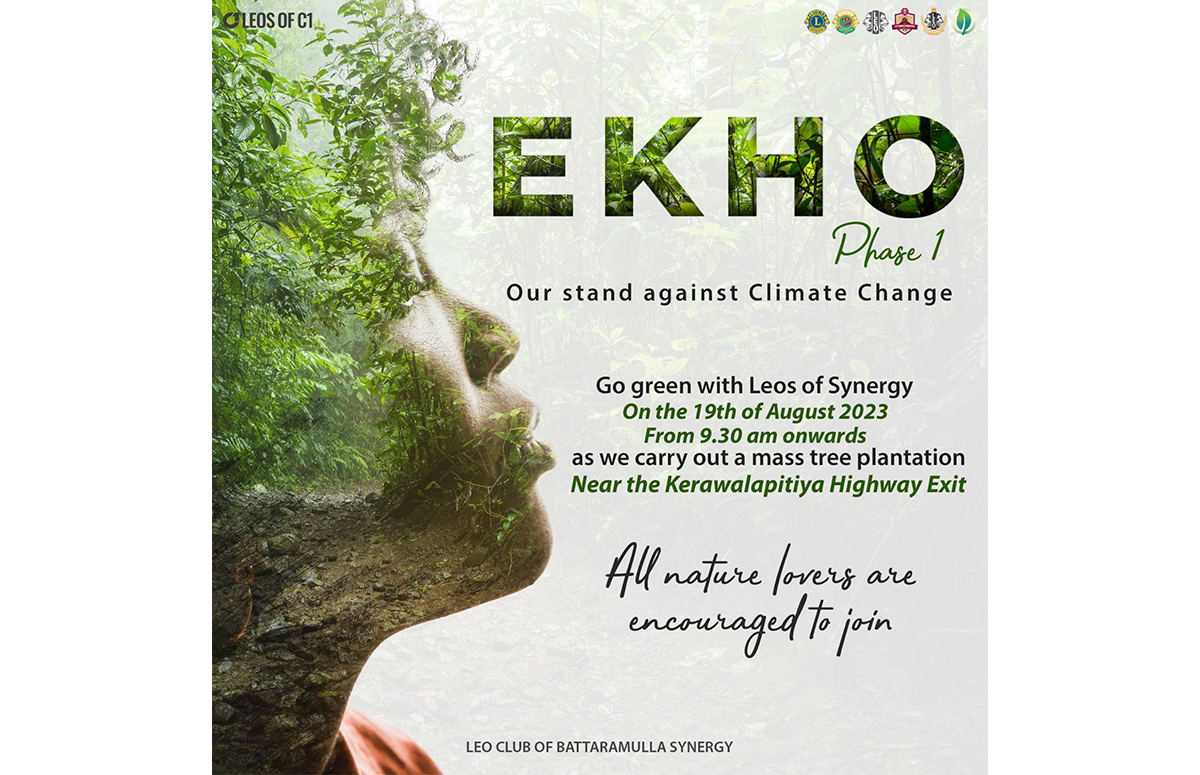 LEOS OF C1
EKHO
Phase 1
Our stand against Climate Change
Go green with Leos of Synergy
On the 19th of August 2023
From 9.30 am onwards
as we carry out a mass tree plantation
Near the Kerawalapitiya Highway Exit
All nature lovers are
encouraged to join
LEO CLUB OF BATTARAMULLA SYNERGY